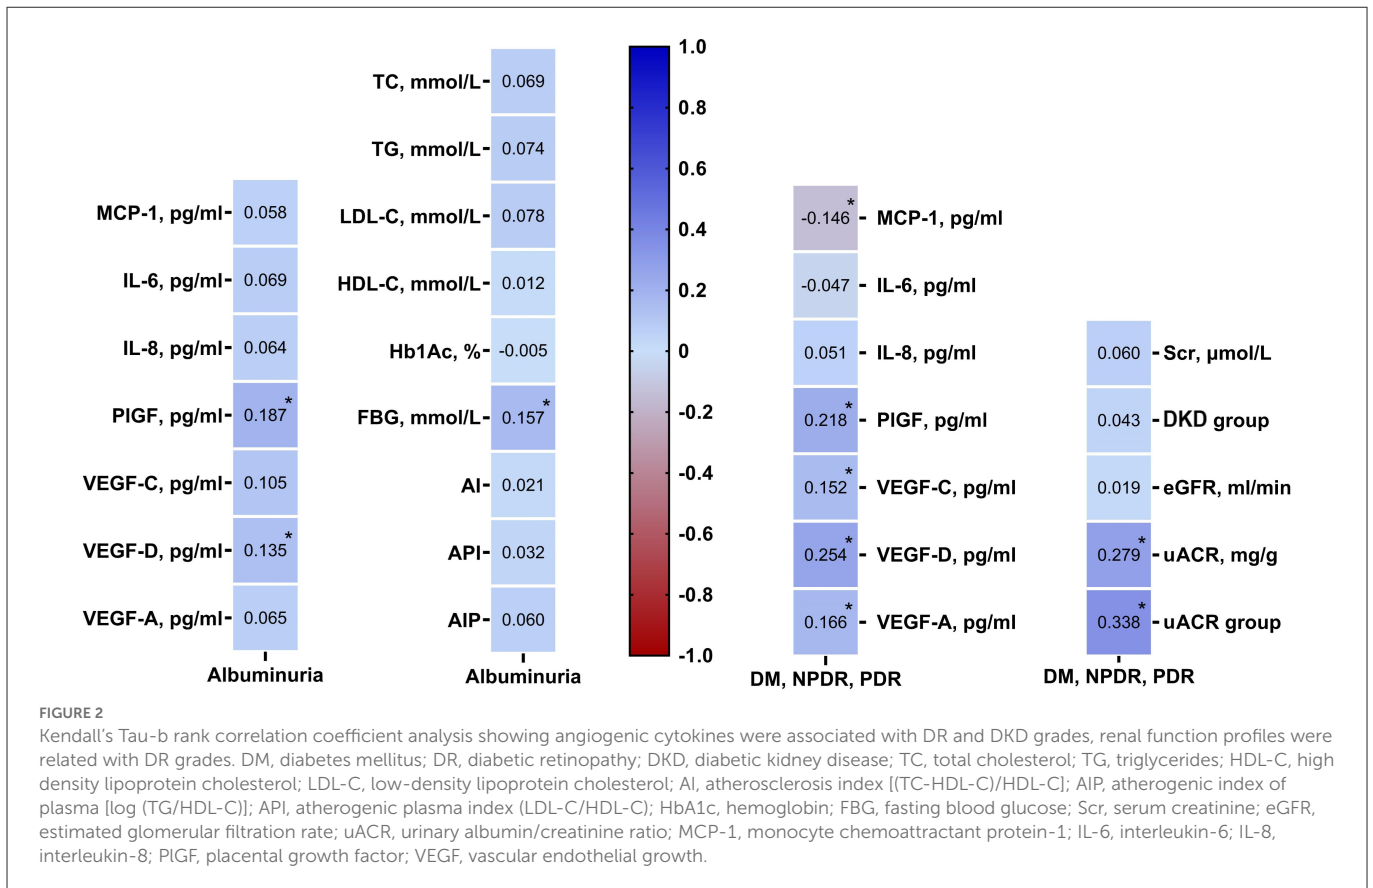 MCP-1, pg/ml
0.058
IL-6, pg/ml
0.069
IL-8, pg/ml
0.064
PlGF, pg/ml
0.187*
VEGF-C, pg/ml
0.105
VEGF-D, pg/ml
0.135*
VEGF-A, pg/ml
0.065
Albuminuria
TC, mmol/L
0.069
TG, mmol/L
0.074
LDL-C, mmol/L
0.078
HDL-C, mmol/L
0.012
Hb1Ac, %
-0.005
FBG, mmol/L
0.157*
AI
0.021
API
0.032
AIP
0.060
Albuminuria
1.0
0.8
0.6
0.4
0.2
0
-0.2
-0.4
-0.6
-0.8
-1.0
-0.146*
MCP-1, pg/ml
-0.047
IL-6, pg/ml
0.051
IL-8, pg/ml
0.218*
PlGF, pg/ml
0.152*
VEGF-C, pg/ml
0.254*
VEGF-D, pg/ml
0.166*
VEGF-A, pg/ml
DM, NPDR, PDR
0.060
Scr, μmol/L
0.043
DKD group
0.019
eGFR, ml/min
0.279*
uACR, mg/g
0.338*
uACR group
DM, NPDR, PDR
FIGURE 2
Kendall's Tau-b rank correlation coefficient analysis showing angiogenic cytokines were associated with DR and DKD grades, renal function profiles were
related with DR grades. DM, diabetes mellitus; DR, diabetic retinopathy; DKD, diabetic kidney disease; TC, total cholesterol; TG, triglycerides; HDL-C, high
density lipoprotein cholesterol; LDL-C, low-density lipoprotein cholesterol; AI, atherosclerosis index [(TC-HDL-C)/HDL-C]; AIP, atherogenic index of
plasma [log (TG/HDL-C)]; API, atherogenic plasma index (LDL-C/HDL-C); HbA1c, hemoglobin; FBG, fasting blood glucose; Scr, serum creatinine; eGFR,
estimated glomerular filtration rate; uACR, urinary albumin/creatinine ratio; MCP-1, monocyte chemoattractant protein-1; IL-6, interleukin-6; IL-8,
interleukin-8; PlGF, placental growth factor; VEGF, vascular endothelial growth.